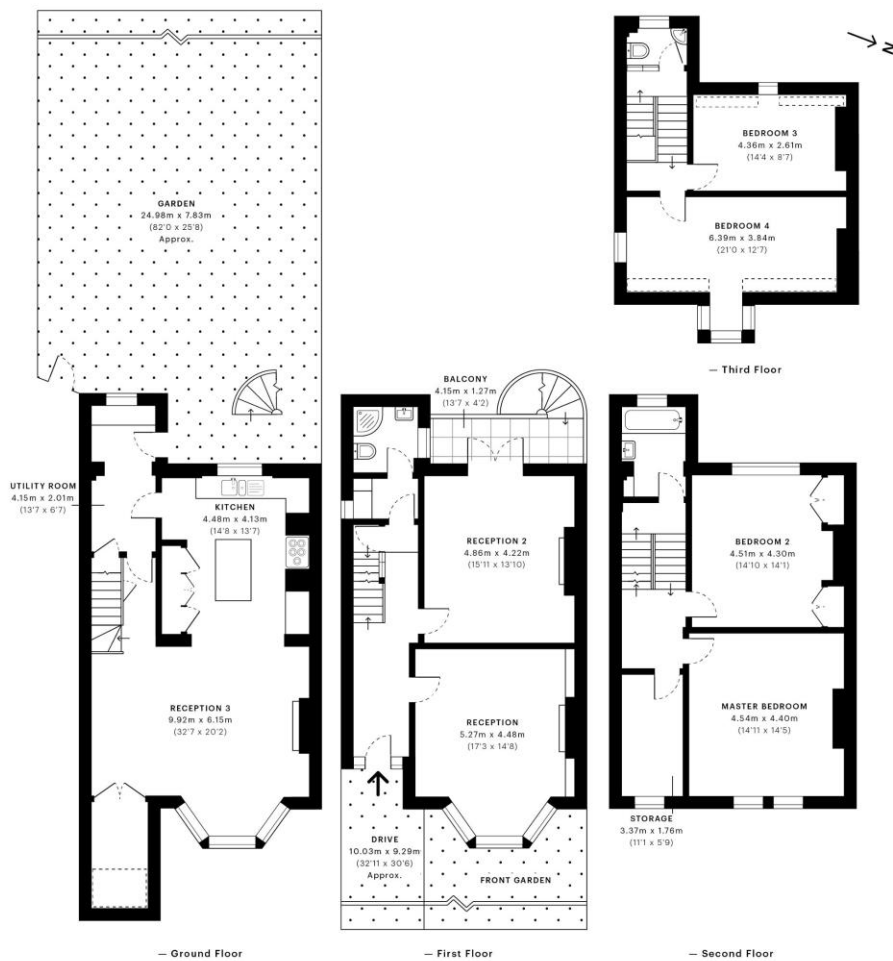 GARDEN
24.98m x 7.83m
(82'0 x 25'8)
Approx.
UTILITY ROOM
4.15m x 2.01m
(13'7 x 6'7)
KITCHEN
4.48m x 4.13m
(14'8 x 13'7)
RECEPTION 3
9.92m x 6.15m
(32'7 x 20'2)
— Ground Floor
BALCONY
4.15m x 1.27m
(13'7 x 4'2)
RECEPTION 2
4.86m x 4.22m
(15'11 x 13'10)
RECEPTION
5.27m x 4.48m
(17'3 x 14'8)
DRIVE
10.03m x 9.29m
(32'11 x 30'6)
Approx.
FRONT GARDEN
— First Floor
N
BEDROOM 3
4.36m x 2.61m
(14'4 x 8'7)
BEDROOM 4
6.39m x 3.84m
(21'0 x 12'7)
— Third Floor
BEDROOM 2
4.51m x 4.30m
(14'10 x 14'1)
MASTER BEDROOM
4.54m x 4.40m
(14'11 x 14'5)
STORAGE
3.37m x 1.76m
(11'1 x 5'9)
— Second Floor